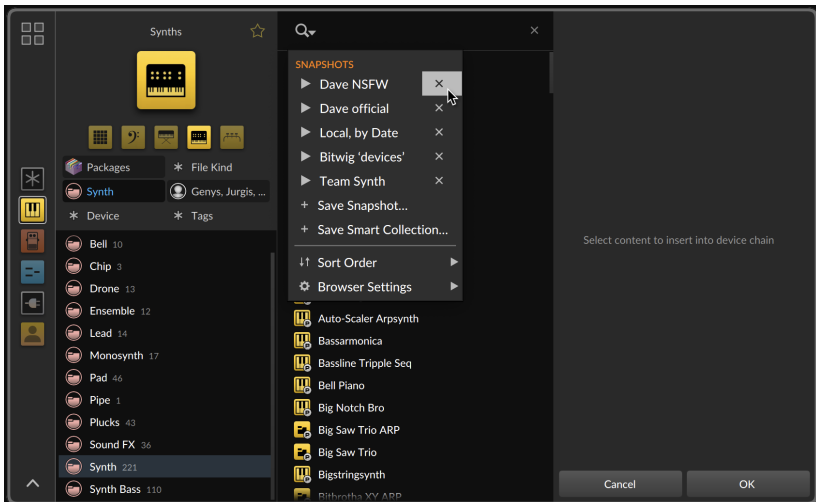 Synths
SNAPSHOTS
Dave NSFW
Dave official
Local, by Date
Bitwig ‘devices’
Team Synth
Save Snapshot...
Save Smart Collection...
Sort Order
Browser Settings
Packages
File Kind
Synth
Genys, Jurgis, ...
Device
Tags
Bell 10
Chip 3
Drone 13
Ensemble 12
Lead 14
Monosynth 17
Pad 46
Pipe 1
Plucks 43
Sound FX 36
Synth 221
Synth Bass 110
Auto-Scaler Arpsynth
Bassarmonica
Bassline Tripple Seq
Bell Piano
Big Notch Bro
Big Saw Trio ARP
Big Saw Trio
Bigstringsynth
Bithrotha XY ARP
Select content to insert into device chain
Cancel
OK